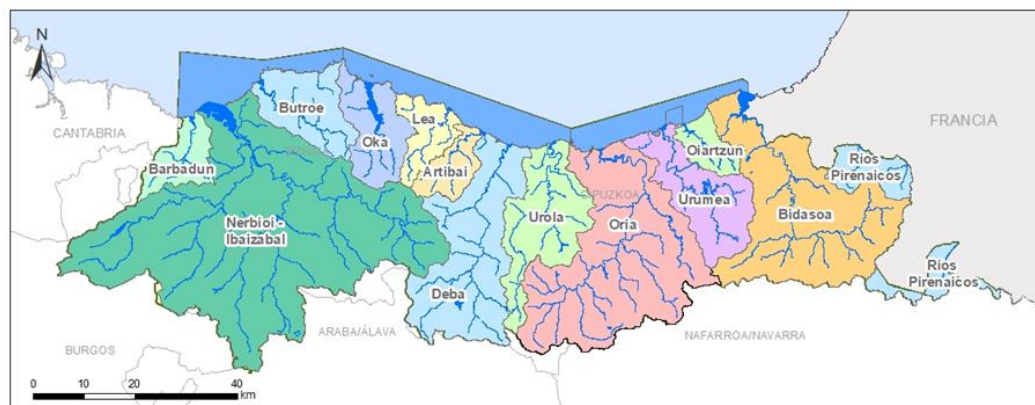 N
CANTABRIA
FRANCIA
Butroe
Oka
Lea
Barbadun
Artibai
Oiartzun
Ríos
Pirenaicos
Nerbioi -
Ibaizabal
Urola
Oria
Urumea
Bidasoa
Deba
Ríos
Pirenaicos
ARABA/ÁLAVA
NAFARROA/NAVARRA
BURGOS
0 10 20 40
km